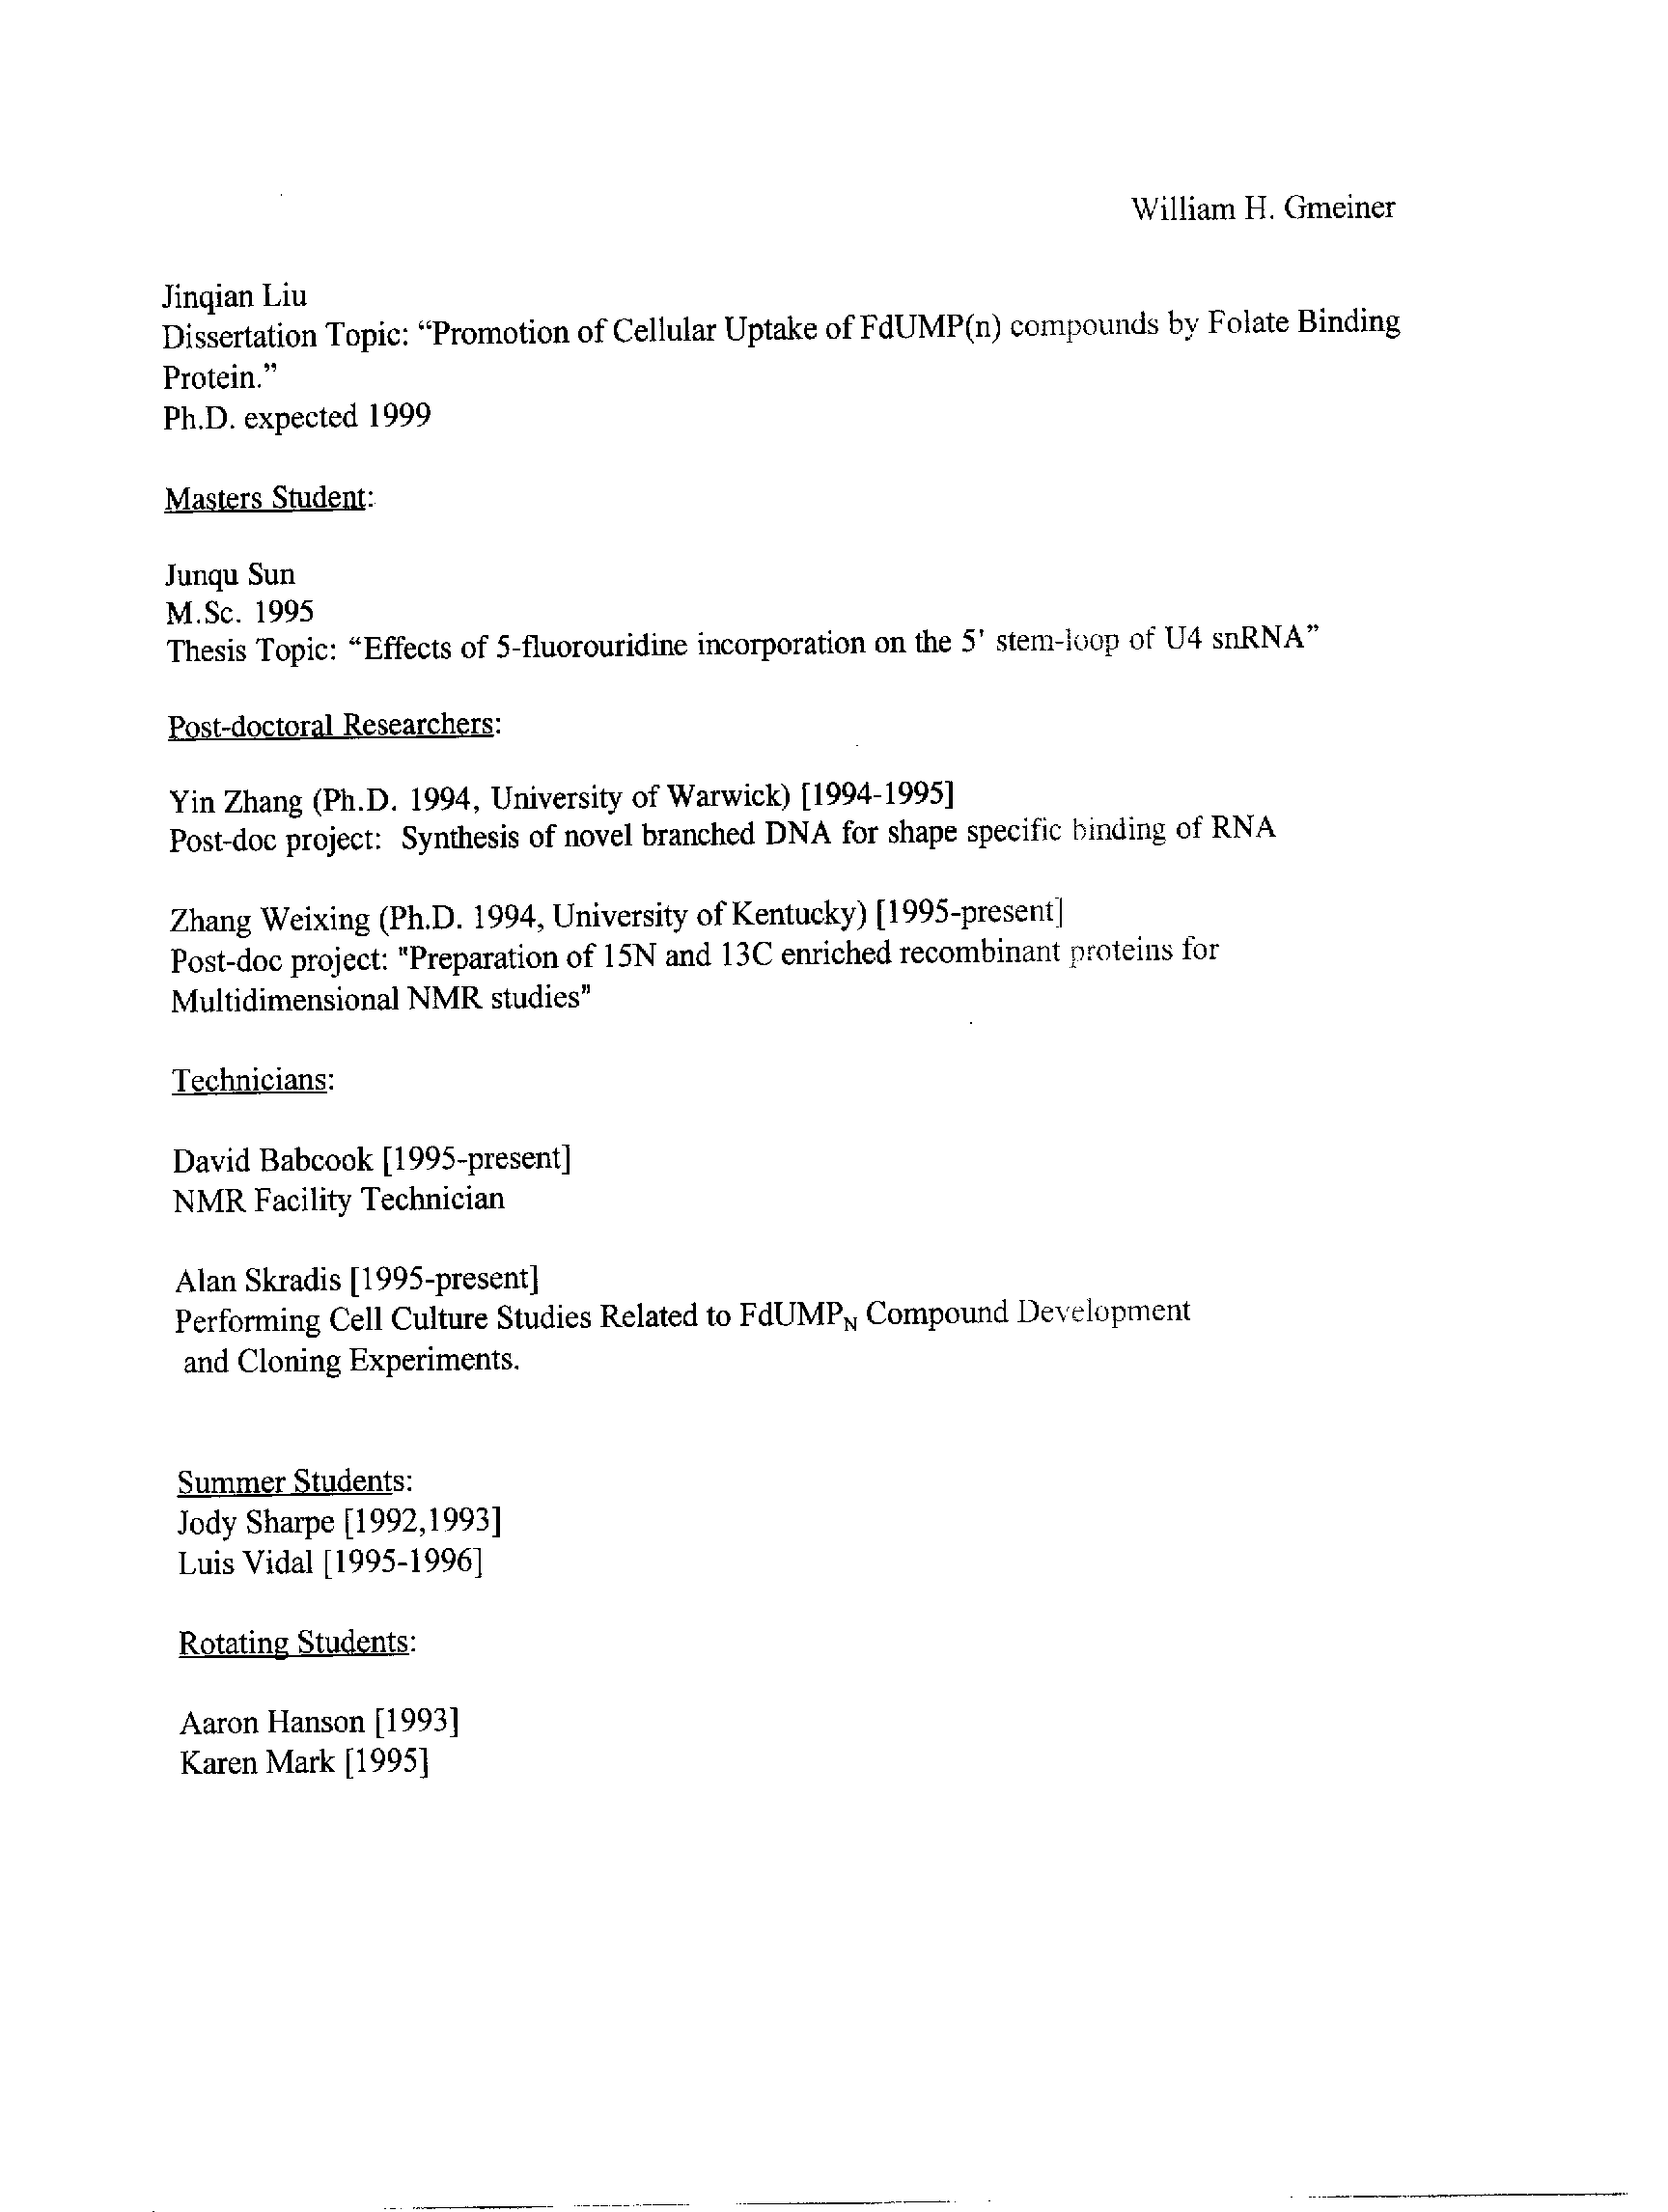 William H. Gmeiner
Jinqian Liu
Dissertation Topic: “Promotion of Cellular Uptake of FdUMP(n) compounds by Folate Binding
Protein.”
Ph.D. expected 1999
Masters Student:
Junqu Sun
M.Sc. 1995
Thesis Topic: “Effects of 5-fluorouridine incorporation on the 5' stem-loop of U4 snRNA”
Post-doctoral Researchers:
Yin Zhang (Ph.D. 1994, University of Warwick) [1994-1995]
Post-doc project: Synthesis of novel branched DNA for shape specific binding of RNA
Zhang Weixing (Ph.D. 1994, University of Kentucky) [1995-present]
Post-doc project: "Preparation of 15N and 13C enriched recombinant proteins for
Multidimensional NMR studies"
Technicians:
David Babcook [1995-present]
NMR Facility Technician
Alan Skradis [1995-present]
Performing Cell Culture Studies Related to FdUMPN Compound Development
and Cloning Experiments.
Summer Students:
Jody Sharpe [1992,1993]
Luis Vidal [1995-1996]
Rotating Students:
Aaron Hanson [1993]
Karen Mark [1995]